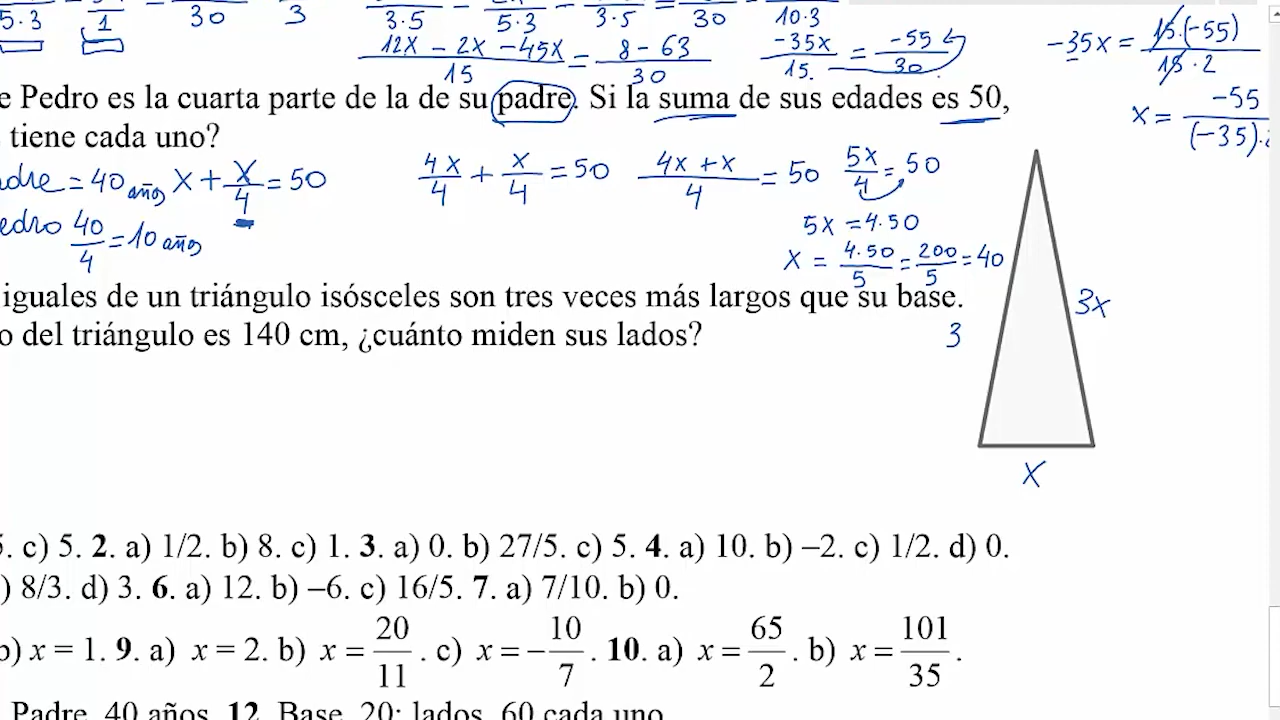 5·3 1 30 3 3·5 5·3 3·5 30 10·3
12x - 2x - 45x / 15 = 8 - 63 / 30 -35x / 15 = -55 / 30 -35x = 15·(-55) / 15·2
e Pedro es la cuarta parte de la de su padre. Si la suma de sus edades es 50, x = -55 / (-35)·
tiene cada uno?
dre = 40 años x + x/4 = 50 4x/4 + x/4 = 50 4x + x / 4 = 50 5x/4 = 50
edro 40/4 = 10 años 5x = 4·50
x = 4·50/5 = 200/5 = 40
iguales de un triángulo isósceles son tres veces más largos que su base. 3x
o del triángulo es 140 cm, ¿cuánto miden sus lados? 3
x
. c) 5. 2. a) 1/2. b) 8. c) 1. 3. a) 0. b) 27/5. c) 5. 4. a) 10. b) –2. c) 1/2. d) 0.
) 8/3. d) 3. 6. a) 12. b) –6. c) 16/5. 7. a) 7/10. b) 0.
b) x = 1. 9. a) x = 2. b) x = 20/11 . c) x = –10/7 . 10. a) x = 65/2 . b) x = 101/35 .
Padre, 40 años. 12. Base, 20; lados, 60 cada uno.